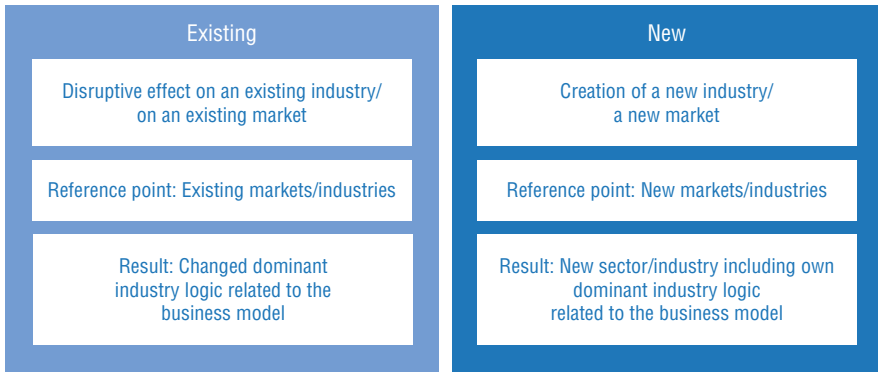 Existing
Disruptive effect on an existing industry/
on an existing market
Reference point: Existing markets/industries
Result: Changed dominant
industry logic related to the
business model
New
Creation of a new industry/
a new market
Reference point: New markets/industries
Result: New sector/industry including own
dominant industry logic
related to the business model